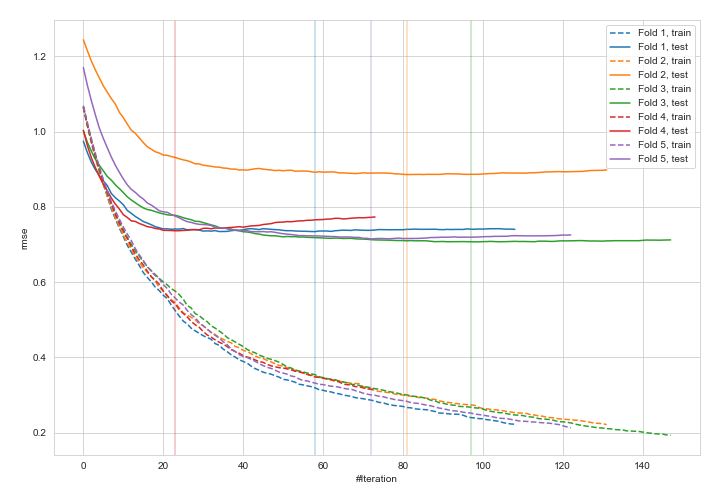 1.2
1.0
0.8
0.6
0.4
0.2
rmse
0
20
40
60
80
100
120
140
#Iteration
Fold 1, train
Fold 1, test
Fold 2, train
Fold 2, test
Fold 3, train
Fold 3, test
Fold 4, train
Fold 4, test
Fold 5, train
Fold 5, test